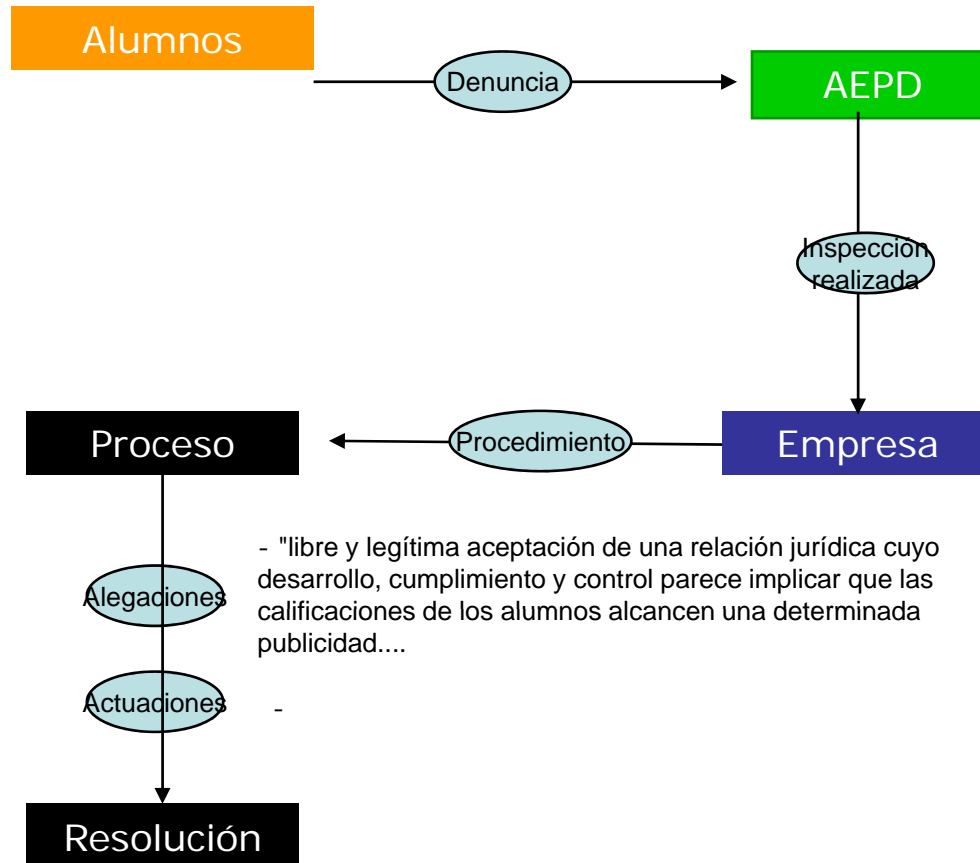 Alumnos
Denuncia
AEPD
Inspección
realizada
Proceso
Procedimiento
Empresa
- "libre y legítima aceptación de una relación jurídica cuyo
desarrollo, cumplimiento y control parece implicar que las
calificaciones de los alumnos alcancen una determinada
publicidad....
Alegaciones
Actuaciones
-
Resolución